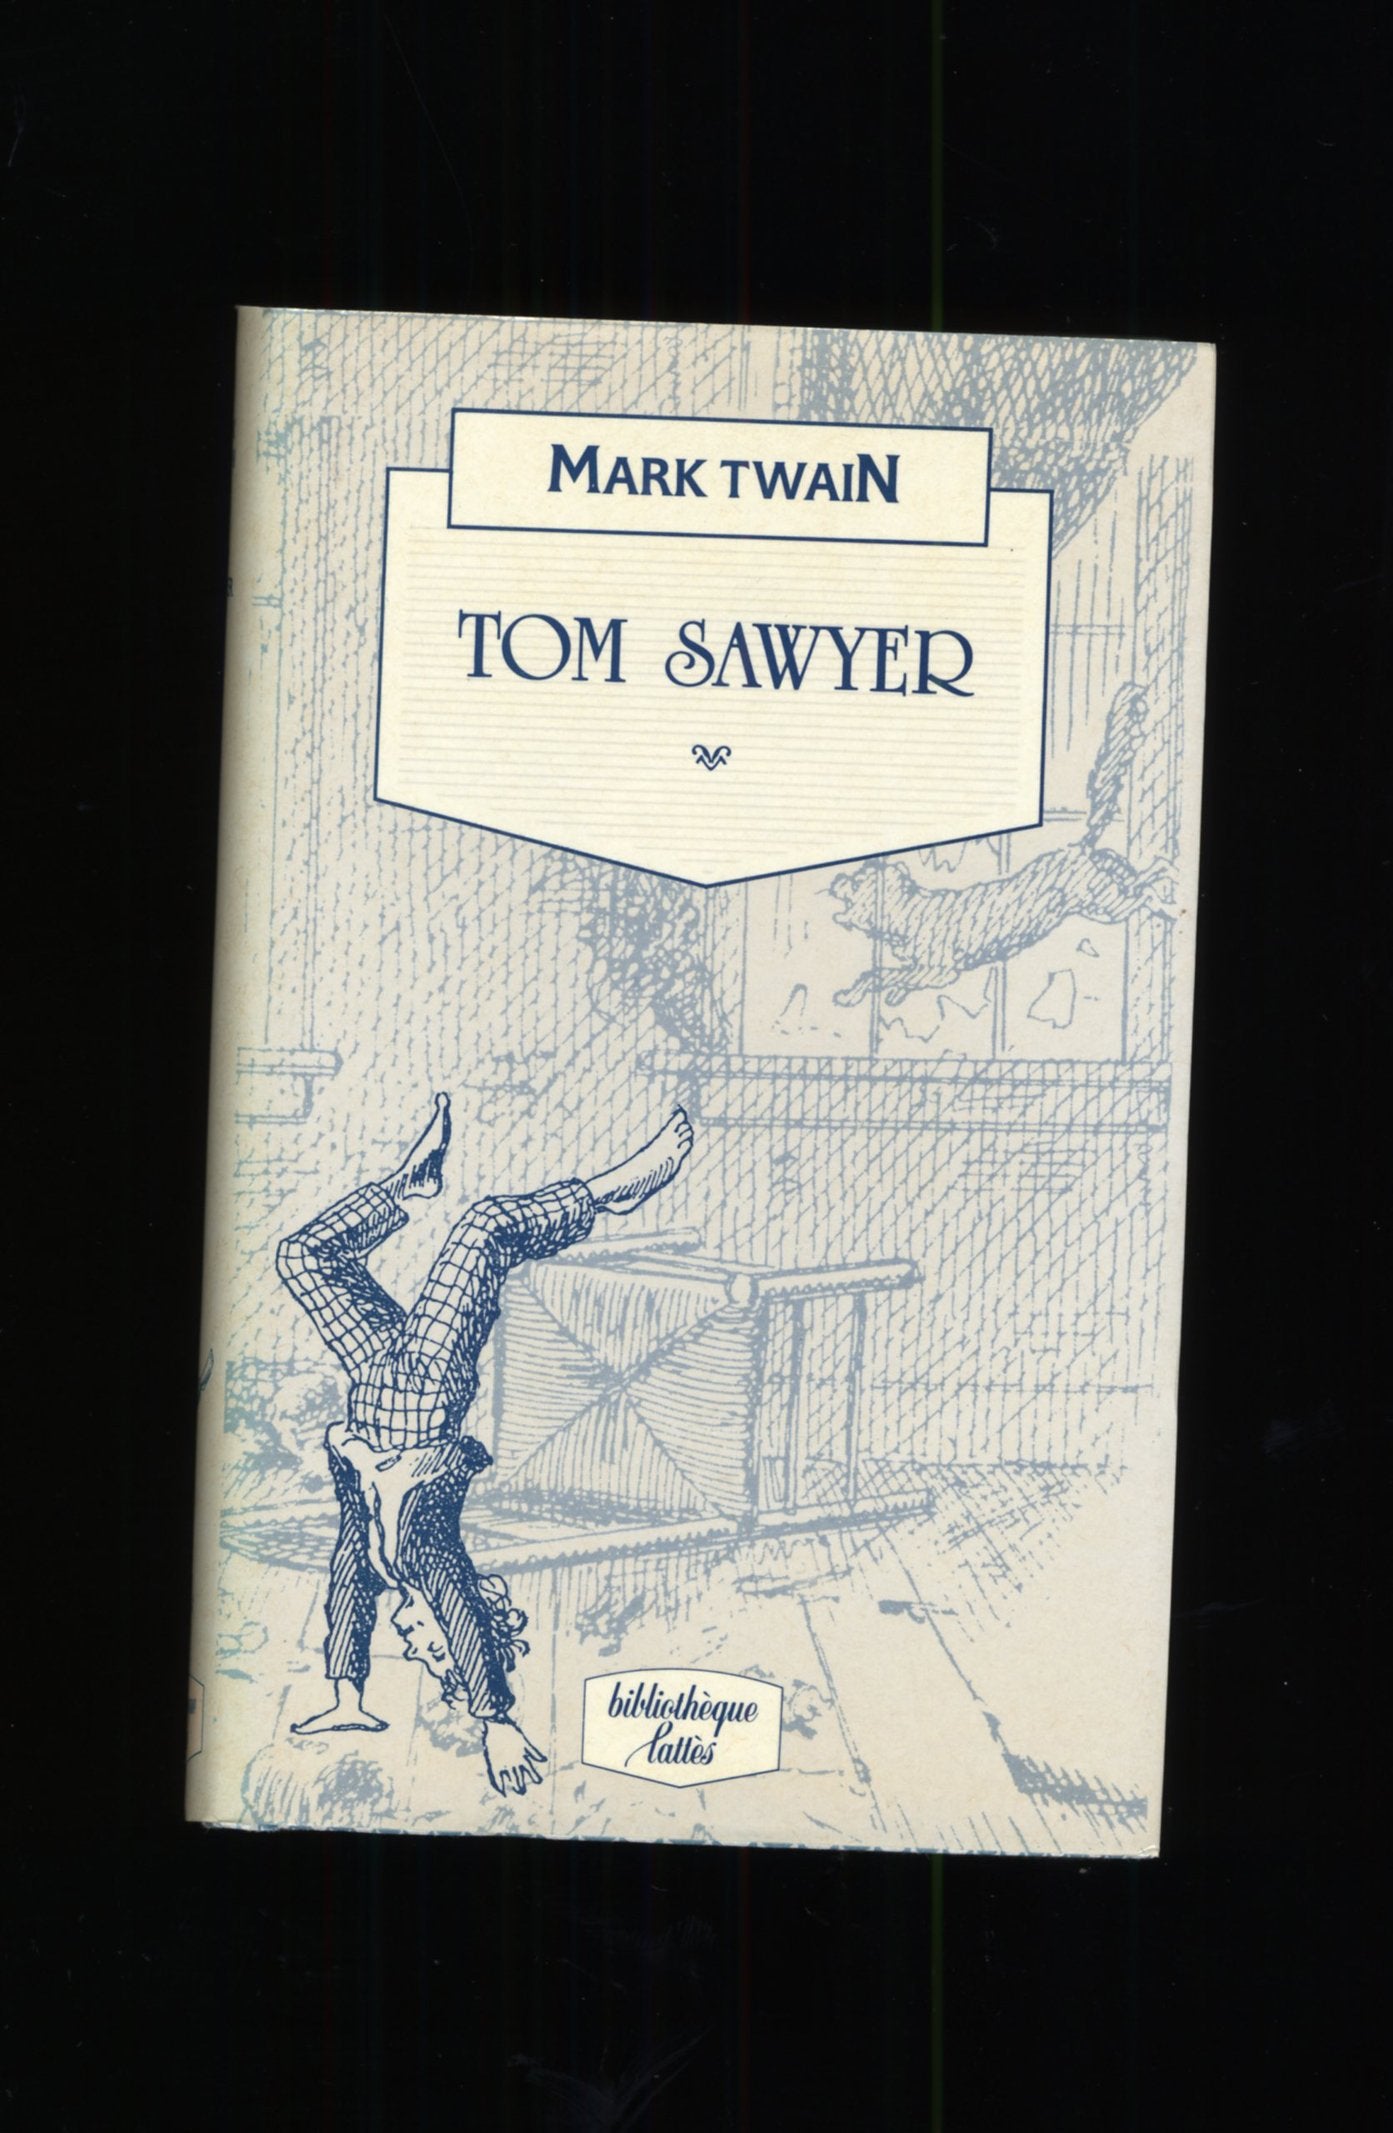 MARK TWAIN
TOM SAWYER
bibliothèque
Lattès